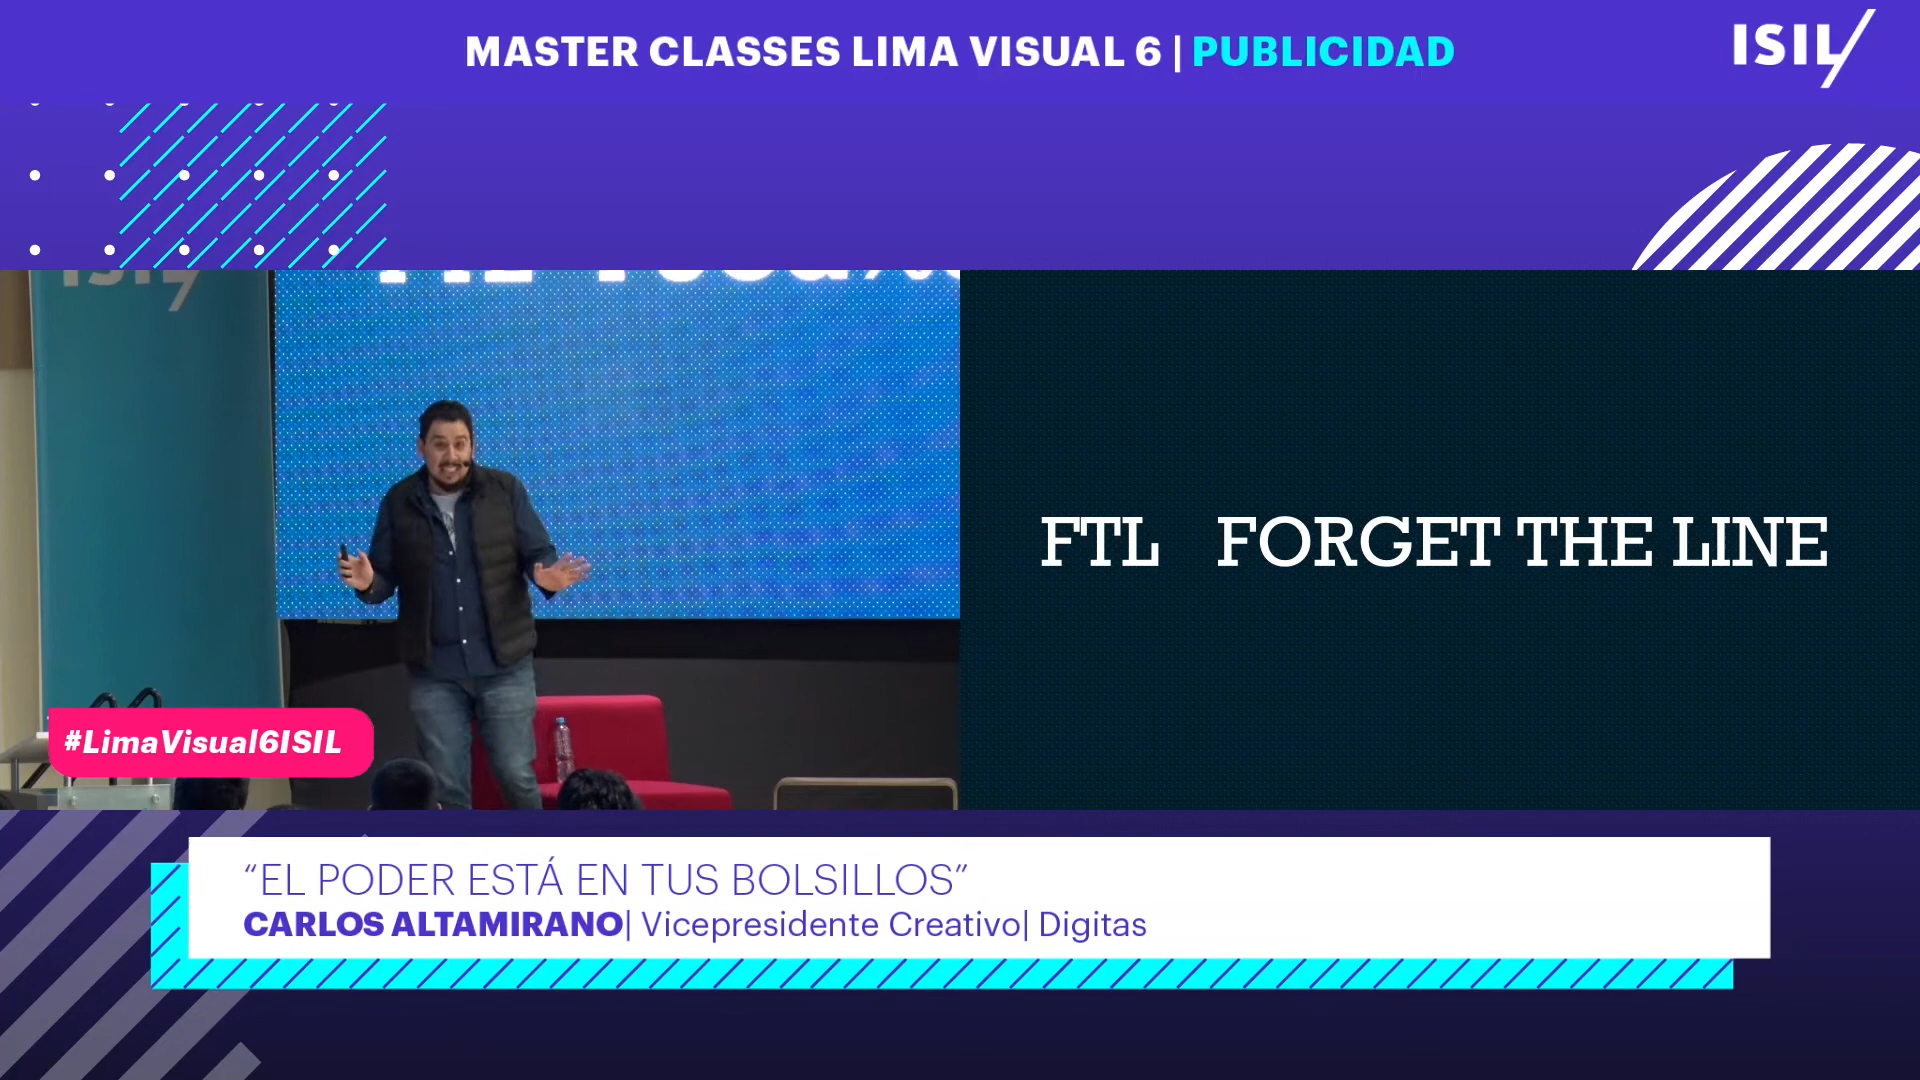 MASTER CLASSES LIMA VISUAL 6 | PUBLICIDAD
ISIL
ISIL
FTL FORGET THE LINE
#LimaVisual6ISIL
“EL PODER ESTÁ EN TUS BOLSILLOS”
CARLOS ALTAMIRANO| Vicepresidente Creativo| Digitas